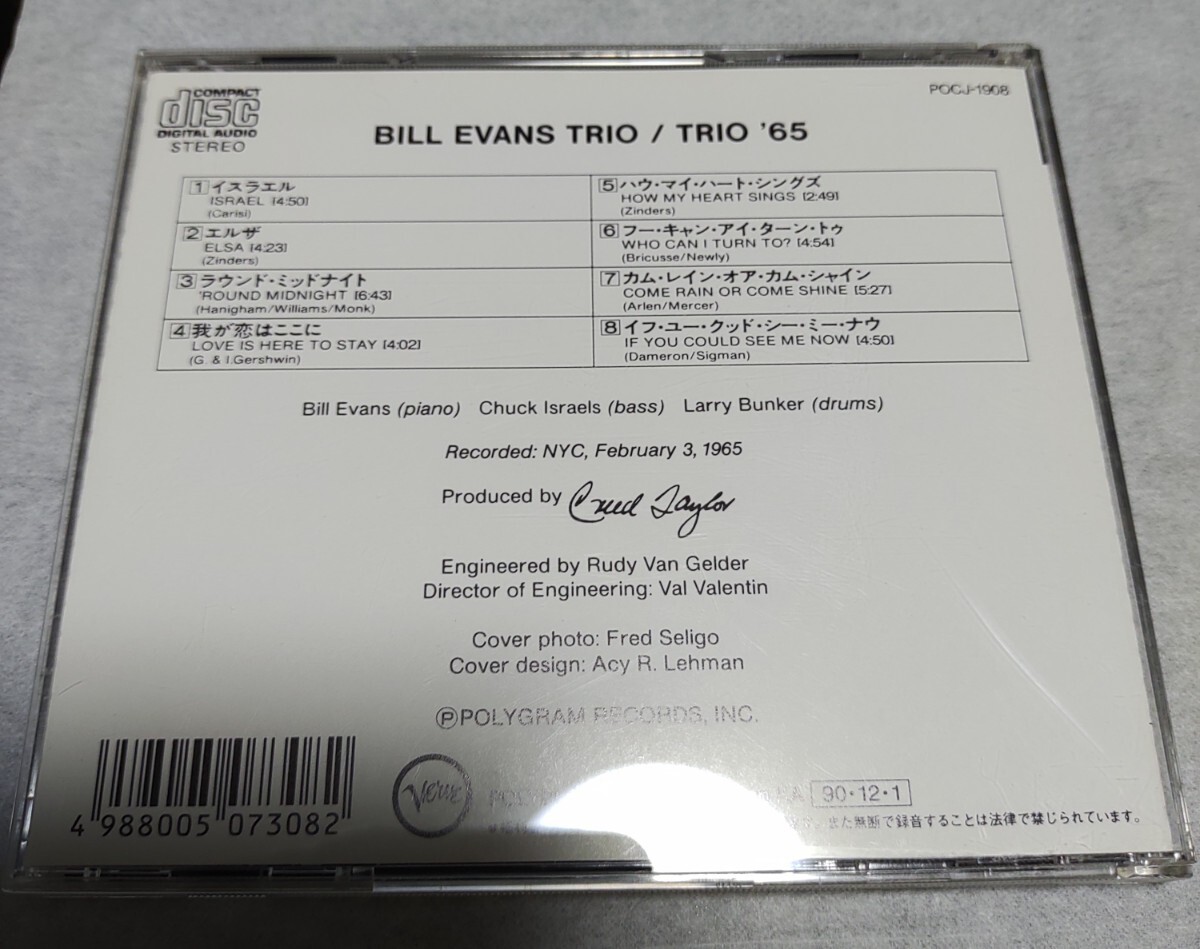 COMPACT
disc
DIGITAL AUDIO
STEREO
POCJ-1908
BILL EVANS TRIO / TRIO '65
1 イスラエル
ISRAEL [4:50]
(Carisi)
2 エルザ
ELSA [4:23]
(Zinders)
3 ラウンド・ミッドナイト
'ROUND MIDNIGHT [6:43]
(Hanigham/Williams/Monk)
4 我が恋はここに
LOVE IS HERE TO STAY [4:02]
(G. & I.Gershwin)
5 ハウ・マイ・ハート・シングズ
HOW MY HEART SINGS [2:49]
(Zinders)
6 フー・キャン・アイ・ターン・トゥ
WHO CAN I TURN TO? [4:54]
(Bricusse/Newly)
7 カム・レイン・オア・カム・シャイン
COME RAIN OR COME SHINE [5:27]
(Arlen/Mercer)
8 イフ・ユー・クッド・シー・ミー・ナウ
IF YOU COULD SEE ME NOW [4:50]
(Dameron/Sigman)
Bill Evans (piano) Chuck Israels (bass) Larry Bunker (drums)
Recorded: NYC, February 3, 1965
Produced by Creed Taylor
Engineered by Rudy Van Gelder
Director of Engineering: Val Valentin
Cover photo: Fred Seligo
Cover design: Acy R. Lehman
ⓅPOLYGRAM RECORDS, INC.
4 988005 073082
Verve
90・12・1
また無断で録音することは法律で禁じられています。